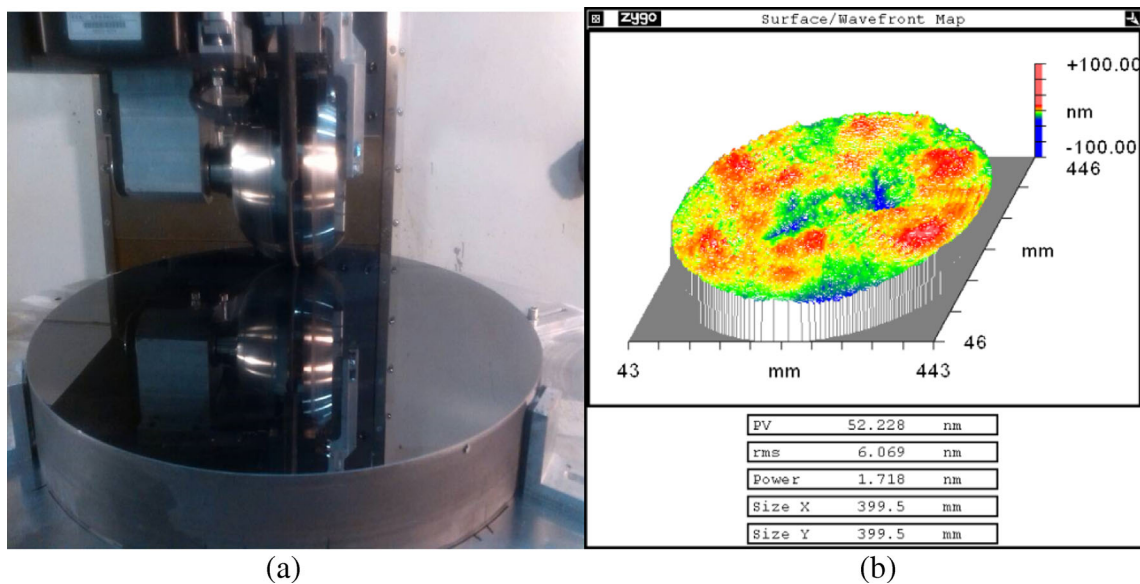 zygo
Surface/Wavefront Map
+100.00
nm
-100.00
446
mm
46
43
mm
443
PV 52.228 nm
rms 6.069 nm
Power 1.718 nm
Size X 399.5 mm
Size Y 399.5 mm
(a)
(b)